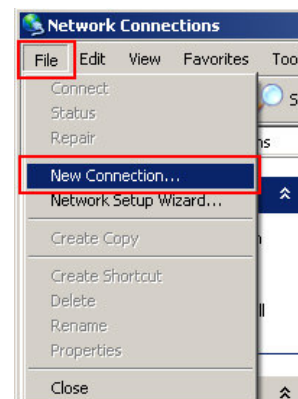 Network Connections
File Edit View Favorites Too
Connect
Status
Repair
New Connection...
Network Setup Wizard...
Create Copy
Create Shortcut
Delete
Rename
Properties
Close